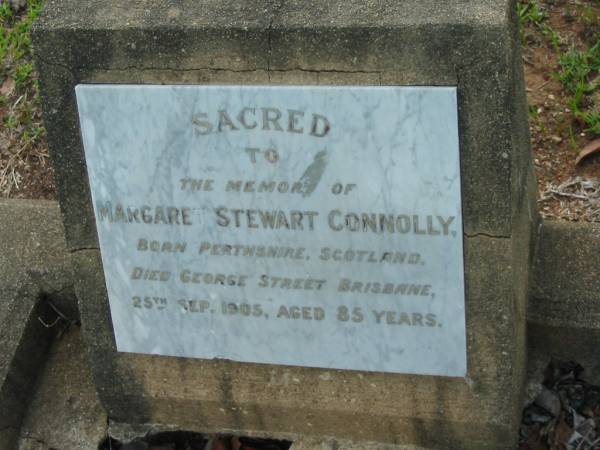 SACRED
TO
THE MEMORY OF
MARGARET STEWART CONNOLLY,
BORN PERTHSHIRE, SCOTLAND,
DIED GEORGE STREET BRISBANE,
25TH SEP. 1905, AGED 85 YEARS.